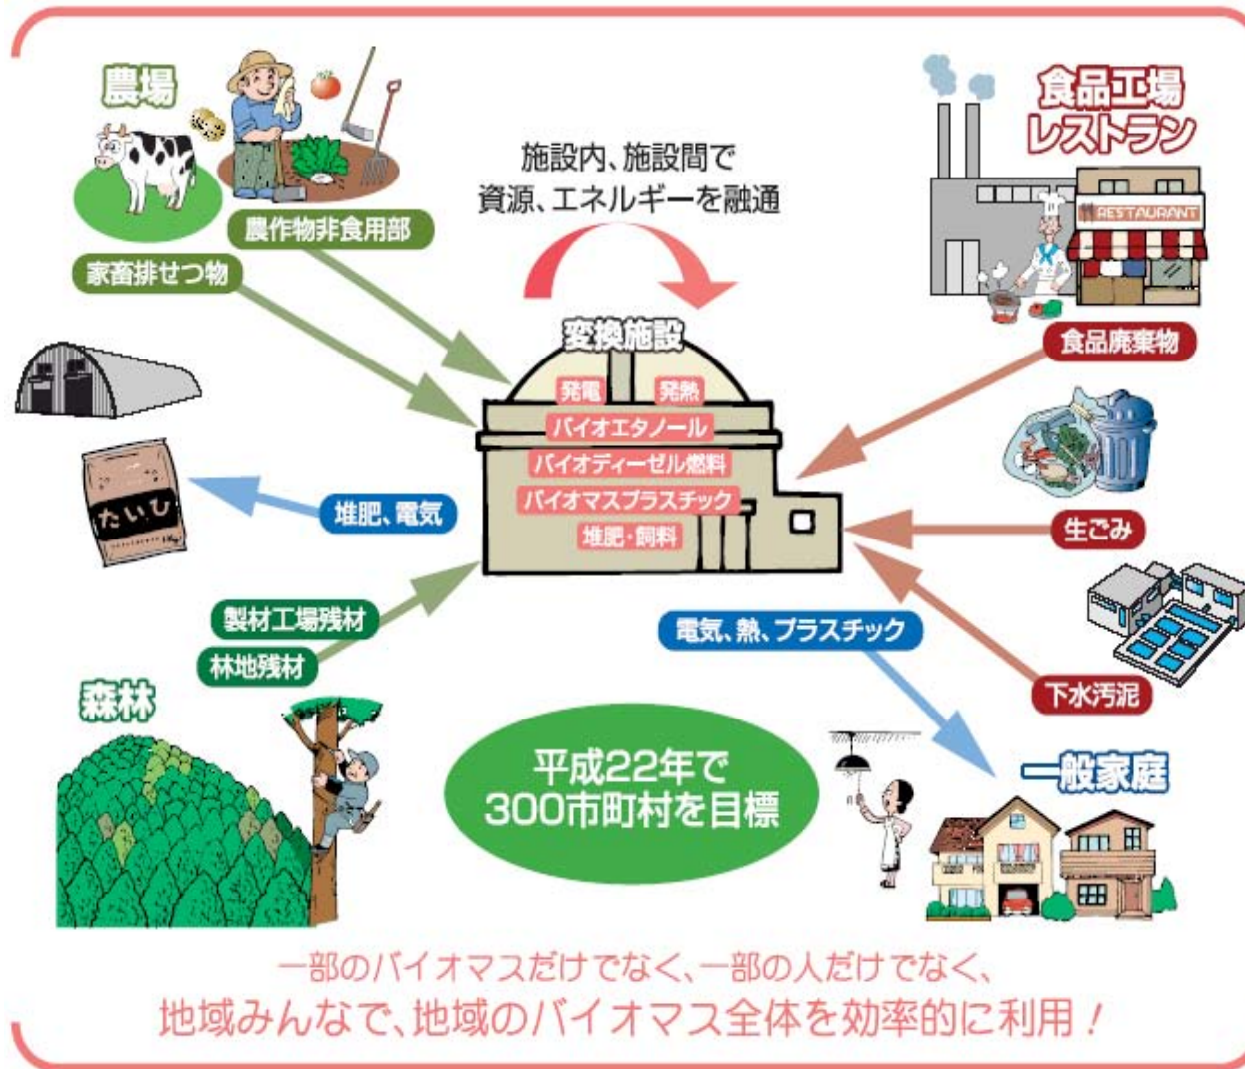 農場
食品工場
レストラン
施設内、施設間で
資源、エネルギーを融通
RESTAURANT
農作物非食用部
家畜排せつ物
変換施設
食品廃棄物
発電
発熱
バイオエタノール
バイオディーゼル燃料
バイオマスプラスチック
堆肥・飼料
たいひ
堆肥、電気
生ごみ
製材工場残材
林地残材
電気、熱、プラスチック
下水汚泥
森林
平成22年で
300市町村を目標
一般家庭
一部のバイオマスだけでなく、一部の人だけでなく、
地域みんなで、地域のバイオマス全体を効率的に利用!